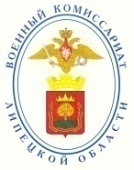 ВОЕННЫЙ КОМИССАРИАТ
ЛИПЕЦКОЙ ОБЛАСТИ